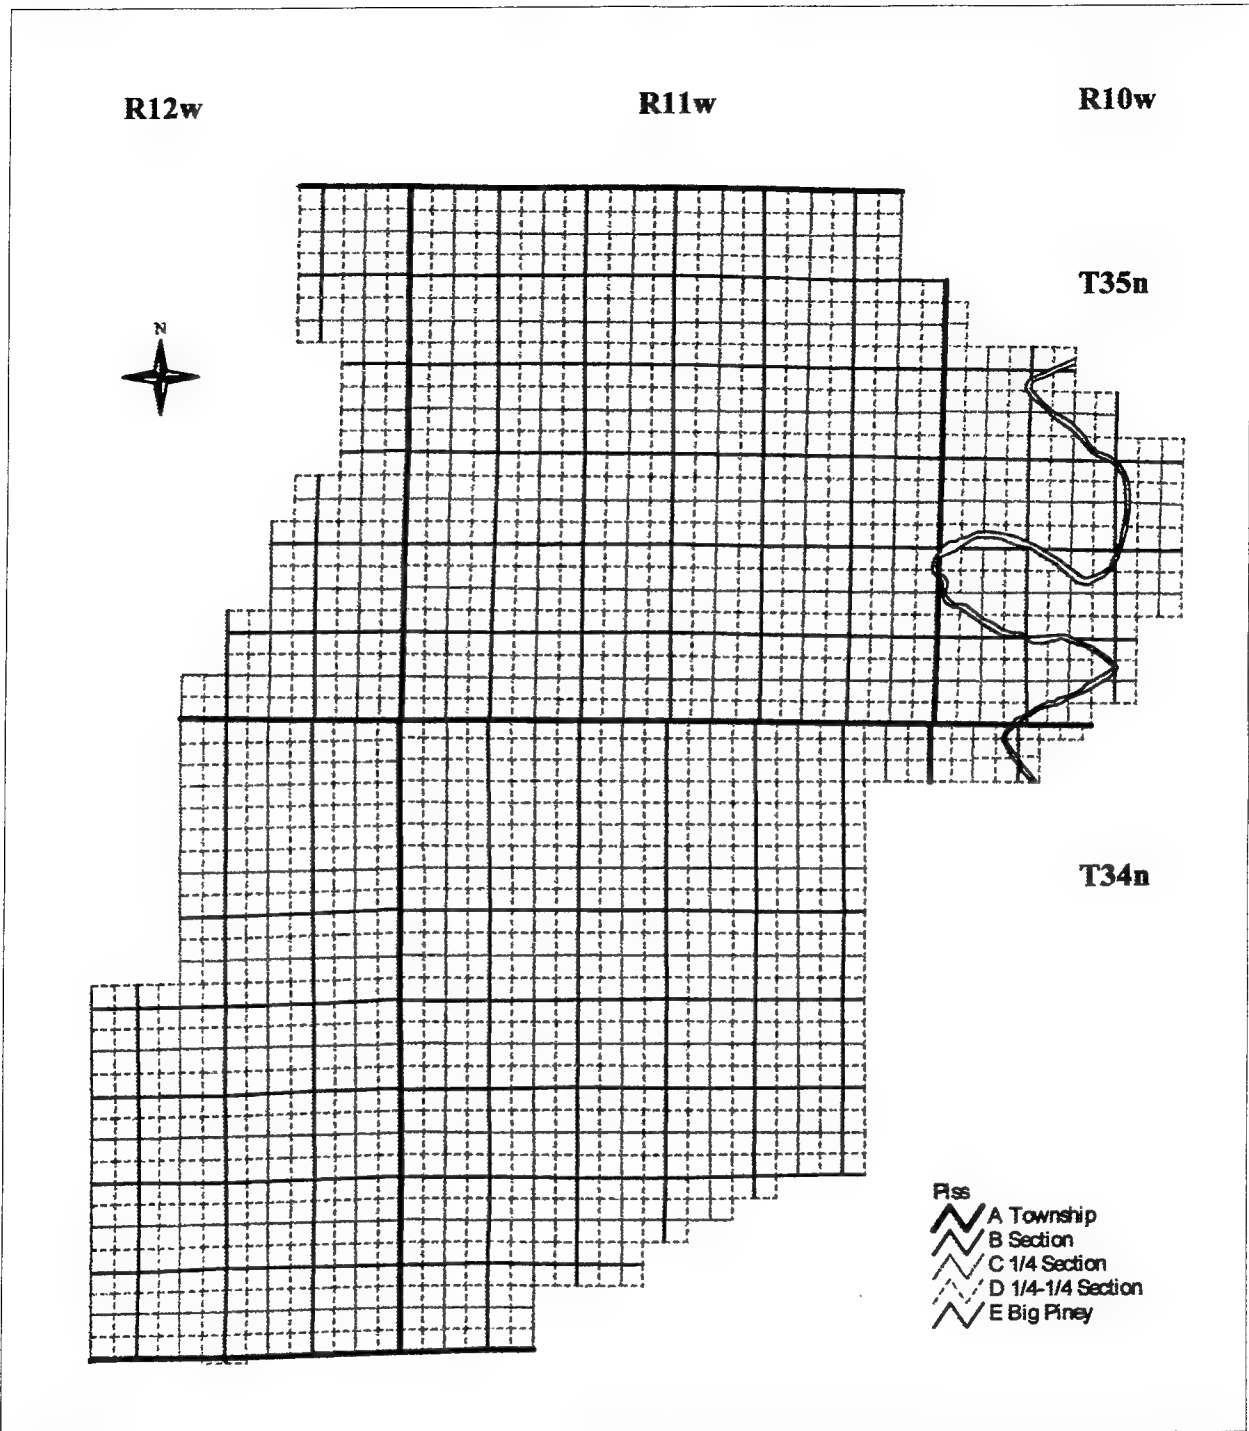 R12w R11w R10w
T35n
N
T34n
Plss
A Township
B Section
C 1/4 Section
D 1/4-1/4 Section
E Big Piney